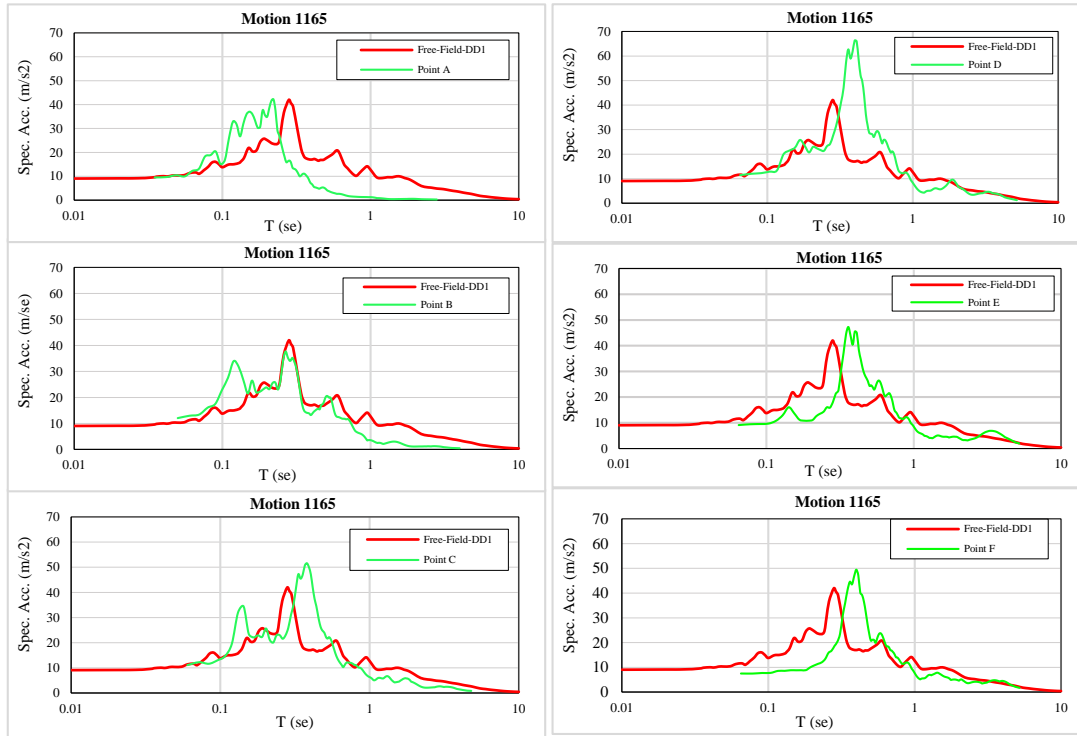 Motion 1165
Spec. Acc. (m/s2)
70
60
50
40
30
20
10
0
Free-Field-DD1
Point A
0.01 0.1 1 10
T (se)
Motion 1165
Spec. Acc. (m/s2)
70
60
50
40
30
20
10
0
Free-Field-DD1
Point D
0.01 0.1 1 10
T (se)
Motion 1165
Spec. Acc. (m/se)
70
60
50
40
30
20
10
0
Free-Field-DD1
Point B
0.01 0.1 1 10
T (se)
Motion 1165
Spec. Acc. (m/s2)
70
60
50
40
30
20
10
0
Free-Field-DD1
Point E
0.01 0.1 1 10
T (se)
Motion 1165
Spec. Acc. (m/s2)
70
60
50
40
30
20
10
0
Free-Field-DD1
Point C
0.01 0.1 1 10
T (se)
Motion 1165
Spec. Acc. (m/s2)
70
60
50
40
30
20
10
0
Free-Field-DD1
Point F
0.01 0.1 1 10
T (se)